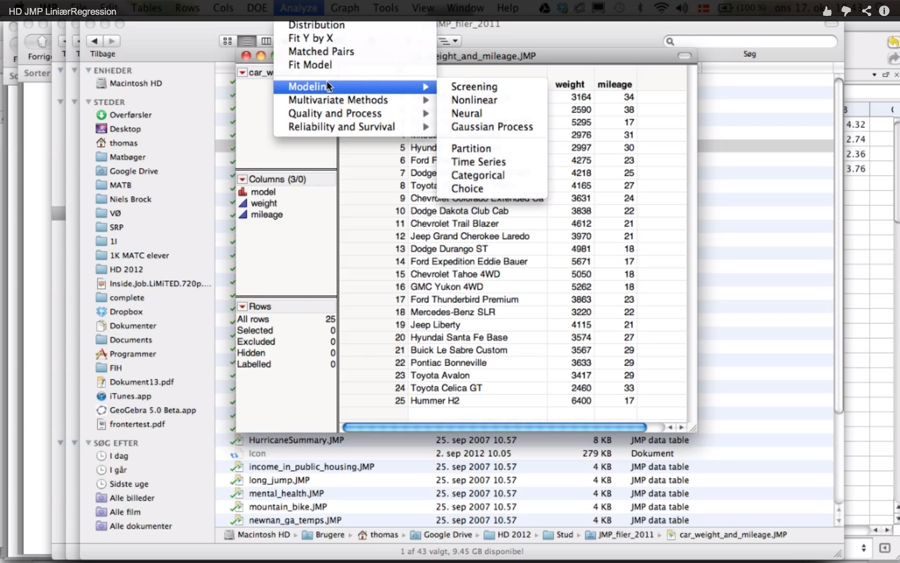 HD JMP LiniærRegression
Tables Rows Cols DOE Analyze Graph Tools View Window Help (100 %) ons 17. ok
JMP_filer_2011
Forrige
Tilbage
Søg
Sorter
ENHEDER
Macintosh HD
STEDER
Overførsler
Desktop
thomas
Matbøger
Google Drive
MATB
Niels Brock
VØ
SRP
1I
1K MATC elever
HD 2012
Inside.Job.LiMiTED.720p....
complete
Dropbox
Dokumenter
Documents
Programmer
FIH
Dokument13.pdf
iTunes.app
GeoGebra 5.0 Beta.app
frontertest.pdf
SØG EFTER
I dag
I går
Sidste uge
Alle billeder
Alle film
Alle dokumenter
Distribution
Fit Y by X
Matched Pairs
Fit Model
Modeling
Multivariate Methods
Quality and Process
Reliability and Survival
Screening
Nonlinear
Neural
Gaussian Process
Partition
Time Series
Categorical
Choice
weight_and_mileage.JMP
car_we
Columns (3/0)
model
weight
mileage
Rows
All rows 25
Selected 0
Excluded 0
Hidden 0
Labelled 0
weight mileage
3164 34
2590 38
5295 17
2976 31
5 Hyund 2997 30
6 Ford F 4275 23
7 Dodge 4218 25
8 Toyota 4165 27
9 Chevrolet Colorado Extended Ca 3631 24
10 Dodge Dakota Club Cab 3838 22
11 Chevrolet Trail Blazer 4612 21
12 Jeep Grand Cherokee Laredo 3970 21
13 Dodge Durango ST 4981 18
14 Ford Expedition Eddie Bauer 5671 17
15 Chevrolet Tahoe 4WD 5050 18
16 GMC Yukon 4WD 5262 18
17 Ford Thunderbird Premium 3863 23
18 Mercedes-Benz SLR 3220 22
19 Jeep Liberty 4115 21
20 Hyundai Santa Fe Base 3574 27
21 Buick Le Sabre Custom 3567 29
22 Pontiac Bonneville 3633 29
23 Toyota Avalon 3417 29
24 Toyota Celica GT 2460 33
25 Hummer H2 6400 17
4.32
2.74
2.36
3.76
HurricaneSummary.JMP 25. sep 2007 10.57 8 KB JMP data table
Icon 2. sep 2012 10.05 279 KB Dokument
income_in_public_housing.JMP 25. sep 2007 10.57 4 KB JMP data table
long_jump.JMP 25. sep 2007 10.57 4 KB JMP data table
mental_health.JMP 25. sep 2007 10.57 4 KB JMP data table
mountain_bike.JMP 25. sep 2007 10.57 4 KB JMP data table
newnan_ga_temps.JMP 25. sep 2007 10.57 4 KB JMP data table
Macintosh HD Brugere thomas Google Drive HD 2012 Stud JMP_filer_2011 car_weight_and_mileage.JMP
1 af 43 valgt, 9.45 GB disponibel